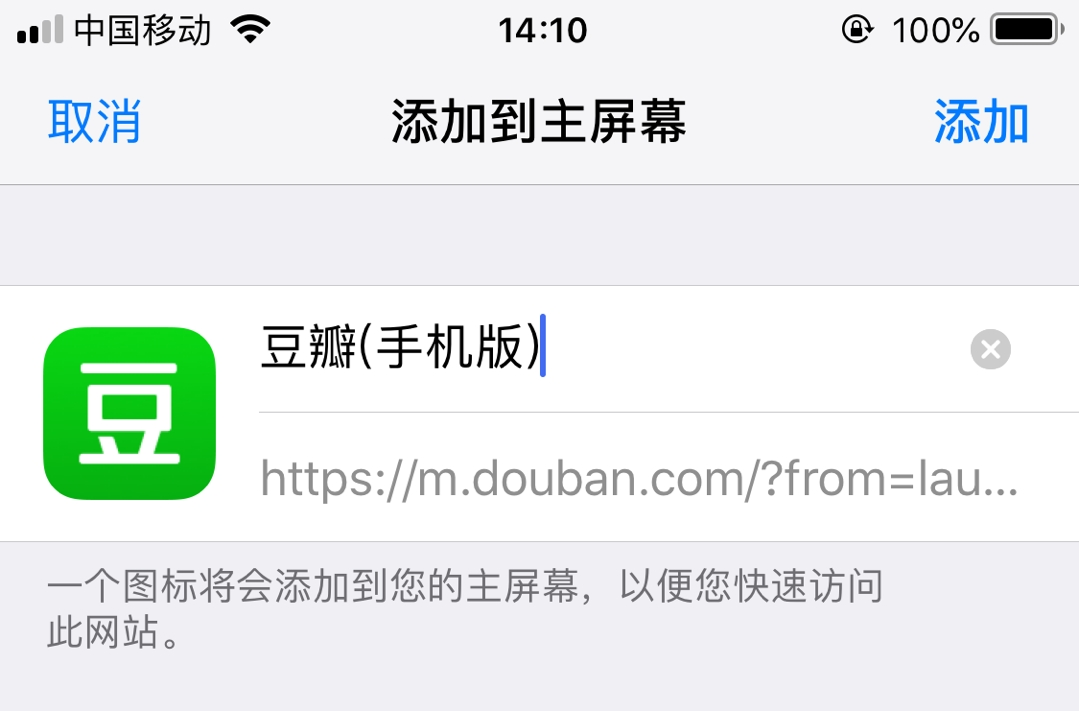 中国移动 14:10 100%
取消 添加到主屏幕 添加
豆 豆瓣(手机版)
https://m.douban.com/?from=lau...
一个图标将会添加到您的主屏幕，以便您快速访问
此网站。